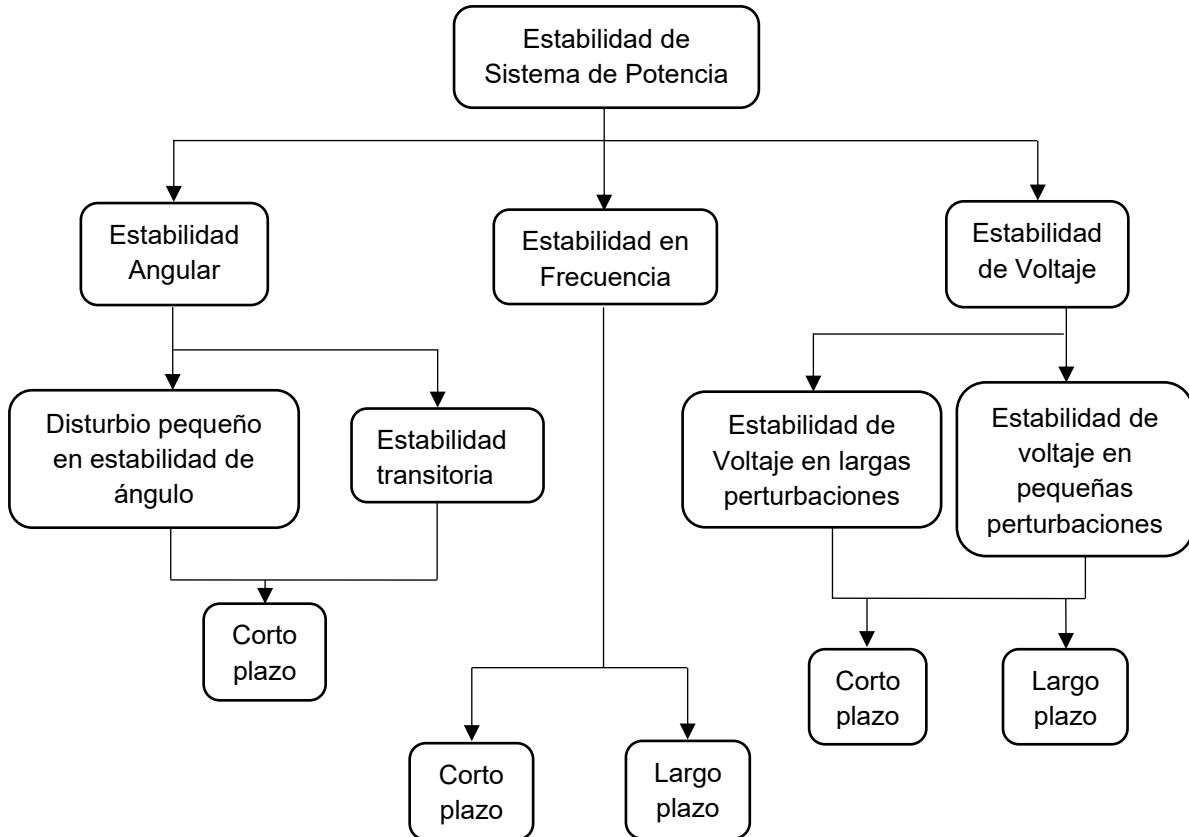 Estabilidad de
Sistema de Potencia
Estabilidad
Angular
Estabilidad en
Frecuencia
Estabilidad
de Voltaje
Disturbio pequeño
en estabilidad de
ángulo
Estabilidad
transitoria
Estabilidad de
Voltaje en largas
perturbaciones
Estabilidad de
voltaje en
pequeñas
perturbaciones
Corto
plazo
Corto
plazo
Largo
plazo
Corto
plazo
Largo
plazo